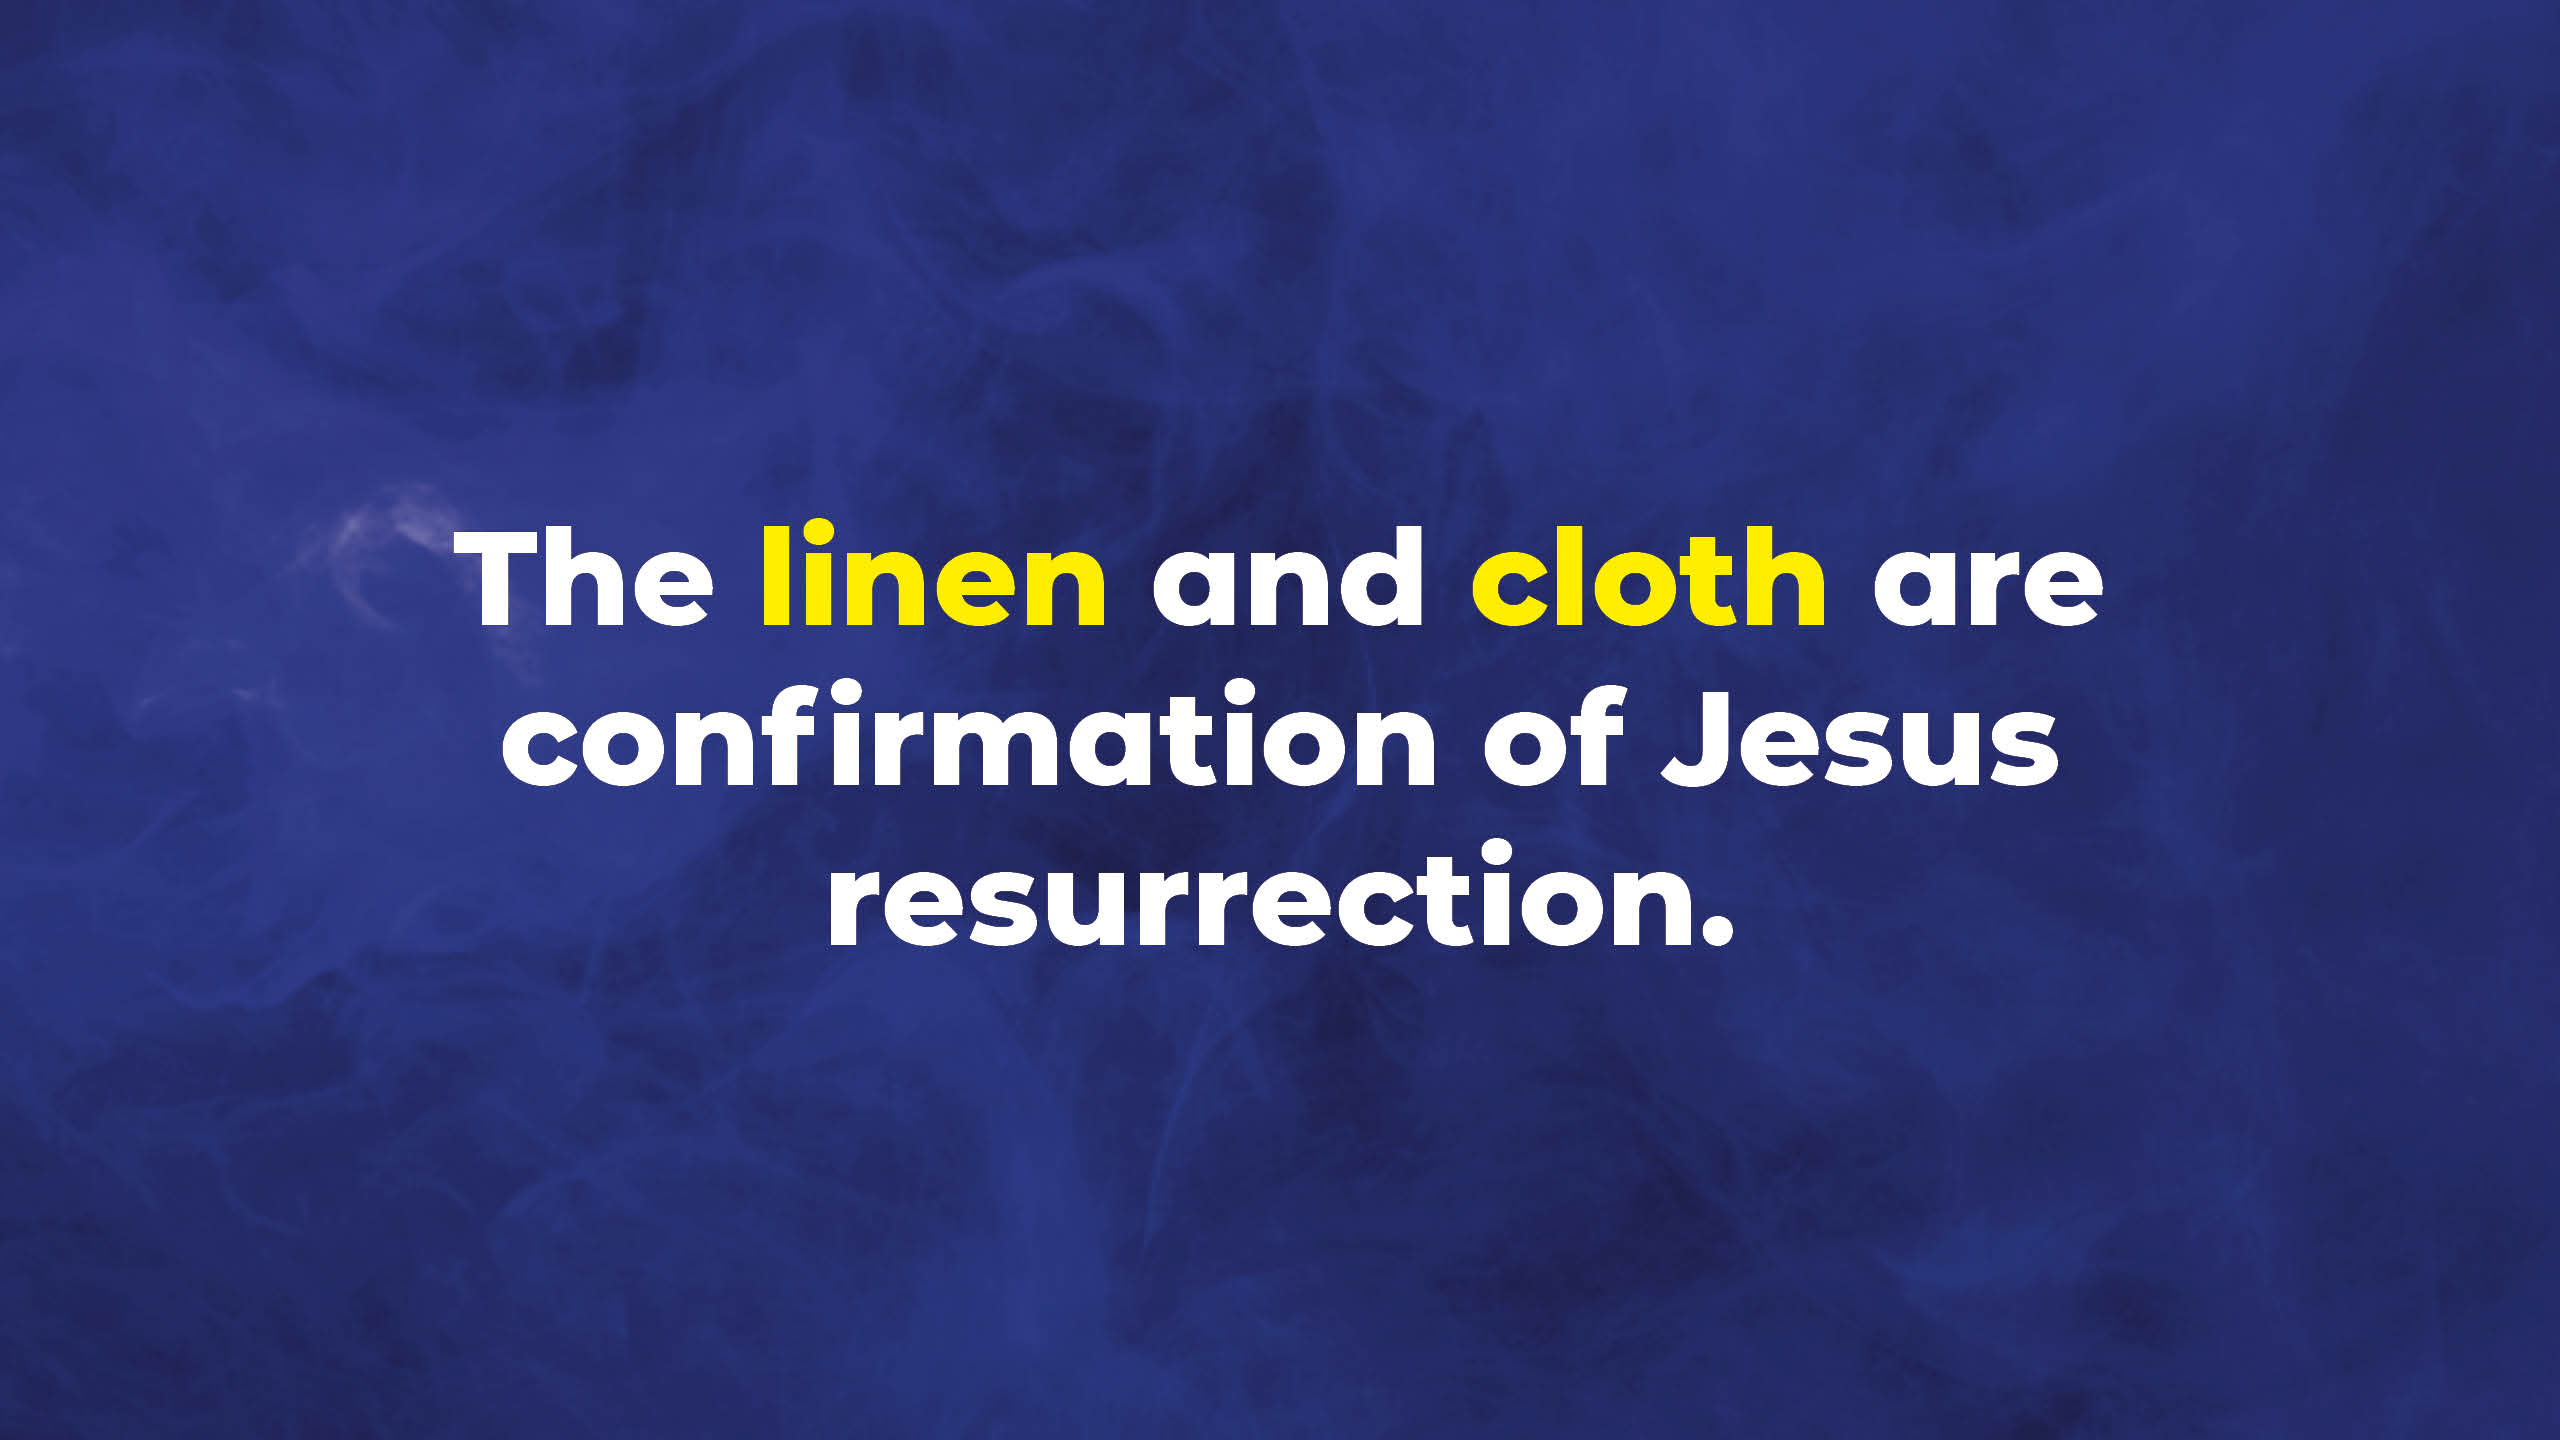 The linen and cloth are
confirmation of Jesus
resurrection.